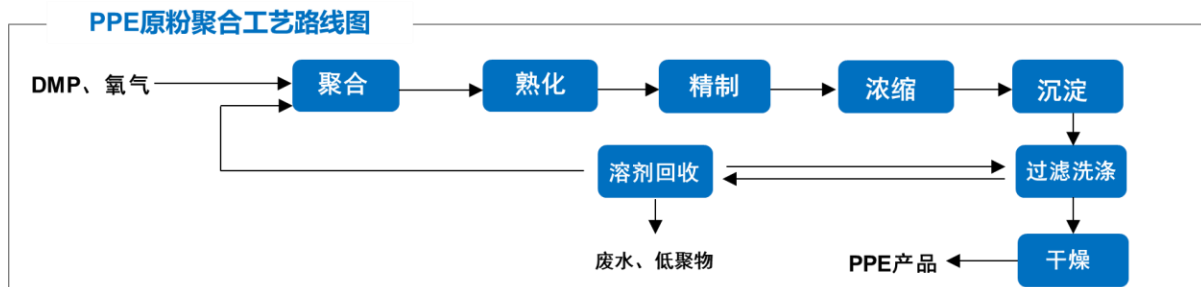 PPE原粉聚合工艺路线图
DMP、氧气
聚合
熟化
精制
浓缩
沉淀
溶剂回收
过滤洗涤
废水、低聚物
PPE产品
干燥